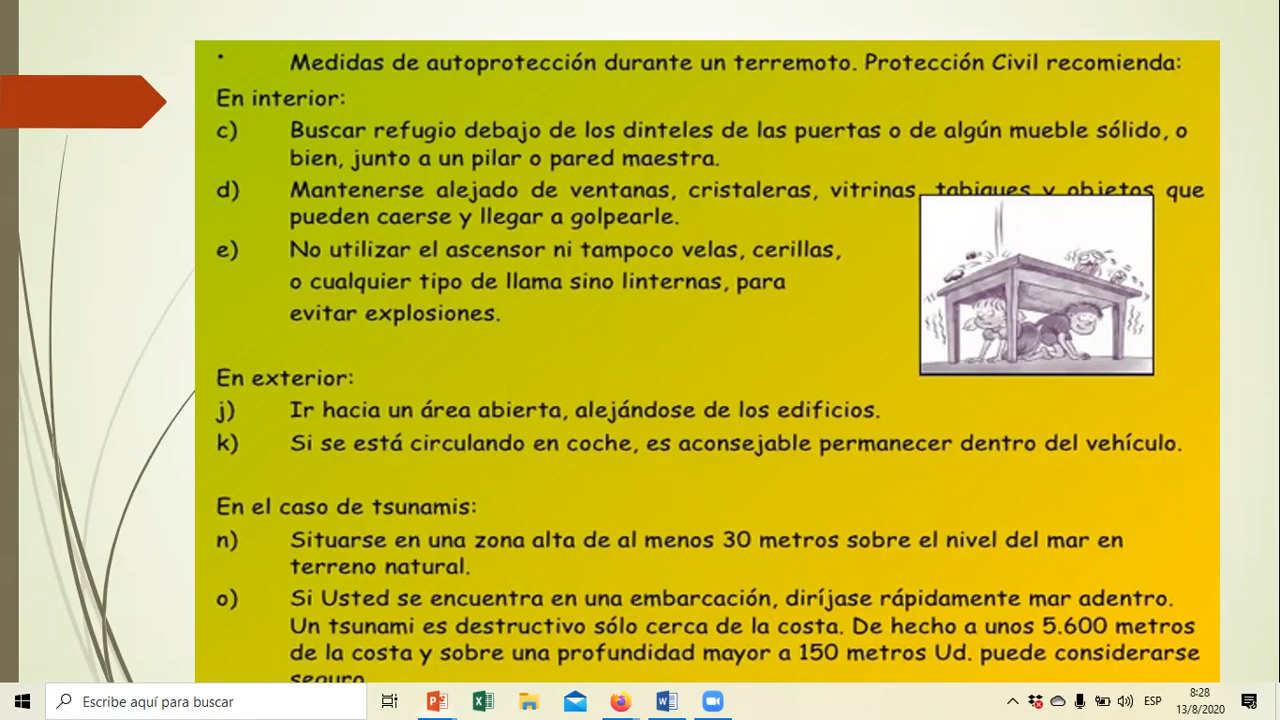 • Medidas de autoprotección durante un terremoto. Protección Civil recomienda:
En interior:
c) Buscar refugio debajo de los dinteles de las puertas o de algún mueble sólido, o
bien, junto a un pilar o pared maestra.
d) Mantenerse alejado de ventanas, cristaleras, vitrinas, tabiques y objetos que
pueden caerse y llegar a golpearle.
e) No utilizar el ascensor ni tampoco velas, cerillas,
o cualquier tipo de llama sino linternas, para
evitar explosiones.
En exterior:
j) Ir hacia un área abierta, alejándose de los edificios.
k) Si se está circulando en coche, es aconsejable permanecer dentro del vehículo.
En el caso de tsunamis:
n) Situarse en una zona alta de al menos 30 metros sobre el nivel del mar en
terreno natural.
o) Si Usted se encuentra en una embarcación, diríjase rápidamente mar adentro.
Un tsunami es destructivo sólo cerca de la costa. De hecho a unos 5.600 metros
de la costa y sobre una profundidad mayor a 150 metros Ud. puede considerarse
seguro
Escribe aquí para buscar
ESP
8:28
13/8/2020